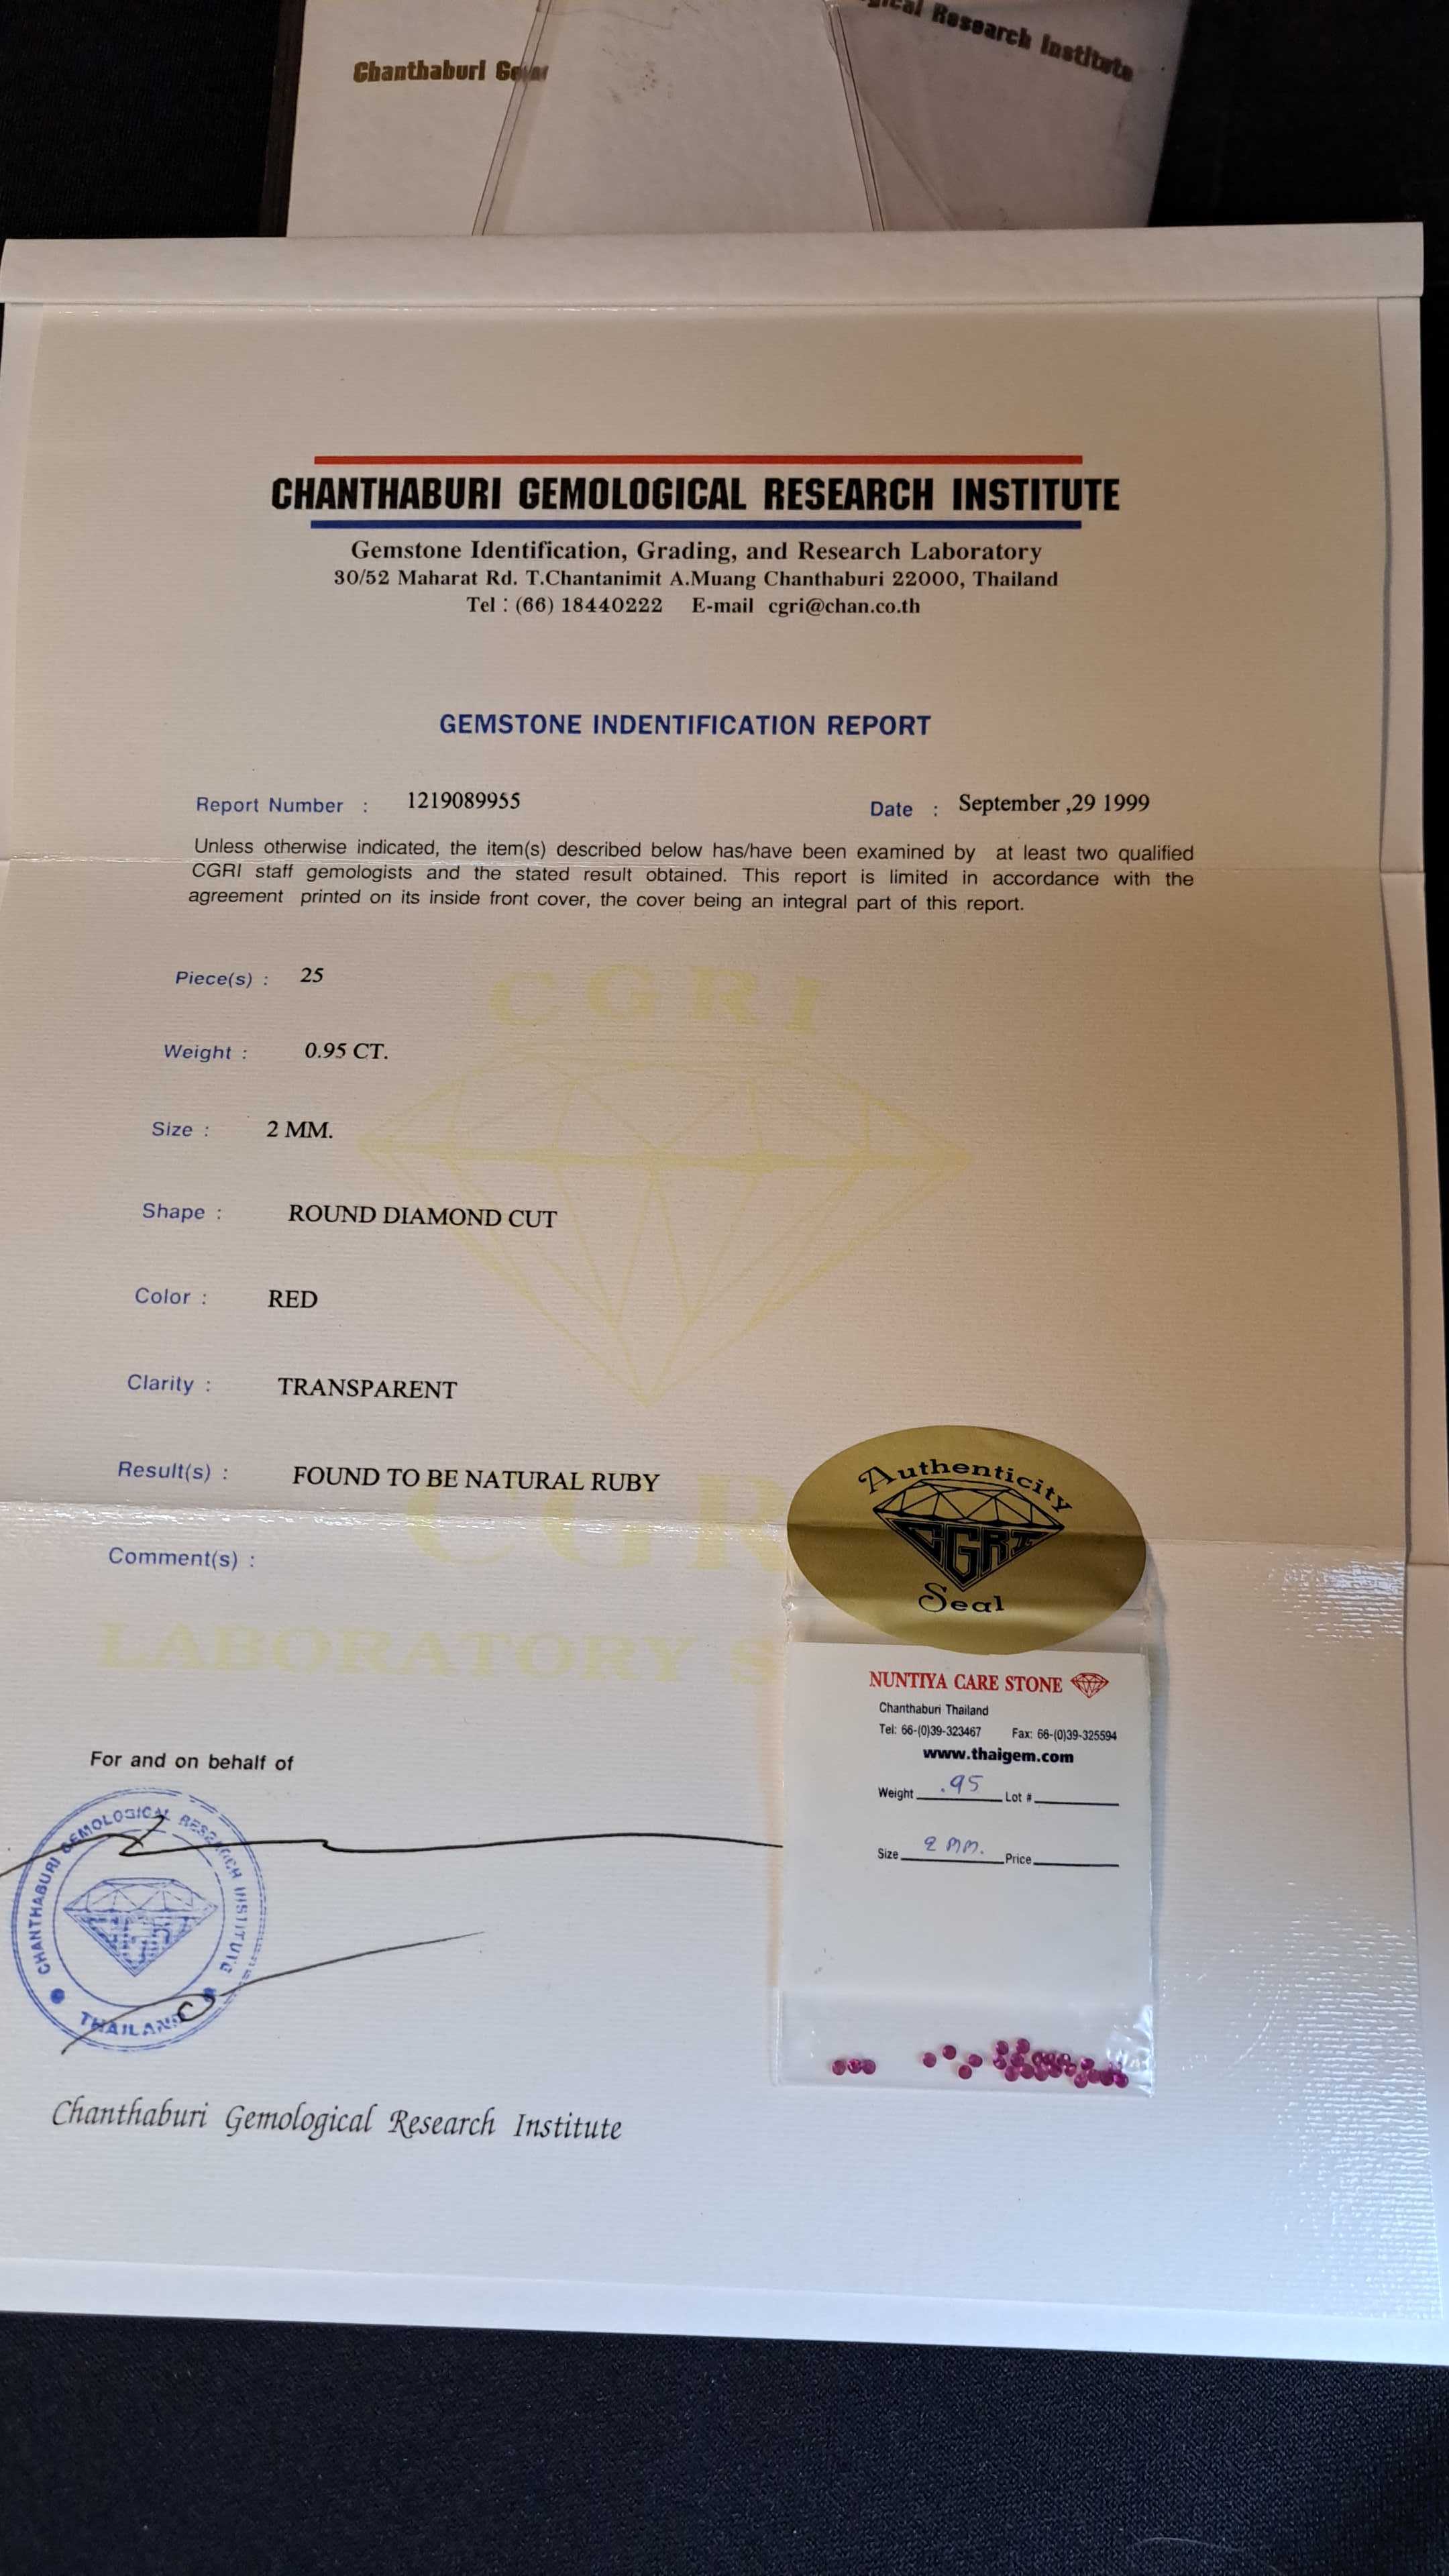 Chanthaburi
Research Institute
CHANTHABURI GEMOLOGICAL RESEARCH INSTITUTE
Gemstone Identification, Grading, and Research Laboratory
30/52 Maharat Rd. T.Chantanimit A.Muang Chanthaburi 22000, Thailand
Tel : (66) 18440222 E-mail cgri@chan.co.th
GEMSTONE INDENTIFICATION REPORT
Report Number : 1219089955 Date : September ,29 1999
Unless otherwise indicated, the item(s) described below has/have been examined by at least two qualified
CGRI staff gemologists and the stated result obtained. This report is limited in accordance with the
agreement printed on its inside front cover, the cover being an integral part of this report.
Piece(s) : 25
CGRI
Weight : 0.95 CT.
Size : 2 MM.
Shape : ROUND DIAMOND CUT
Color : RED
Clarity : TRANSPARENT
Result(s) : FOUND TO BE NATURAL RUBY
CGR
Comment(s) :
LABORATORY S
Authenticity
CGRI
Seal
NUNTIYA CARE STONE
Chanthaburi Thailand
Tel: 66-(0)39-323467 Fax: 66-(0)39-325594
www.thaigem.com
Weight .95 Lot #
Size 2 mm. Price
For and on behalf of
CHANTHABURI GEMOLOGICAL RESEARCH INSTITUTE
THAILAND
Chanthaburi Gemological Research Institute